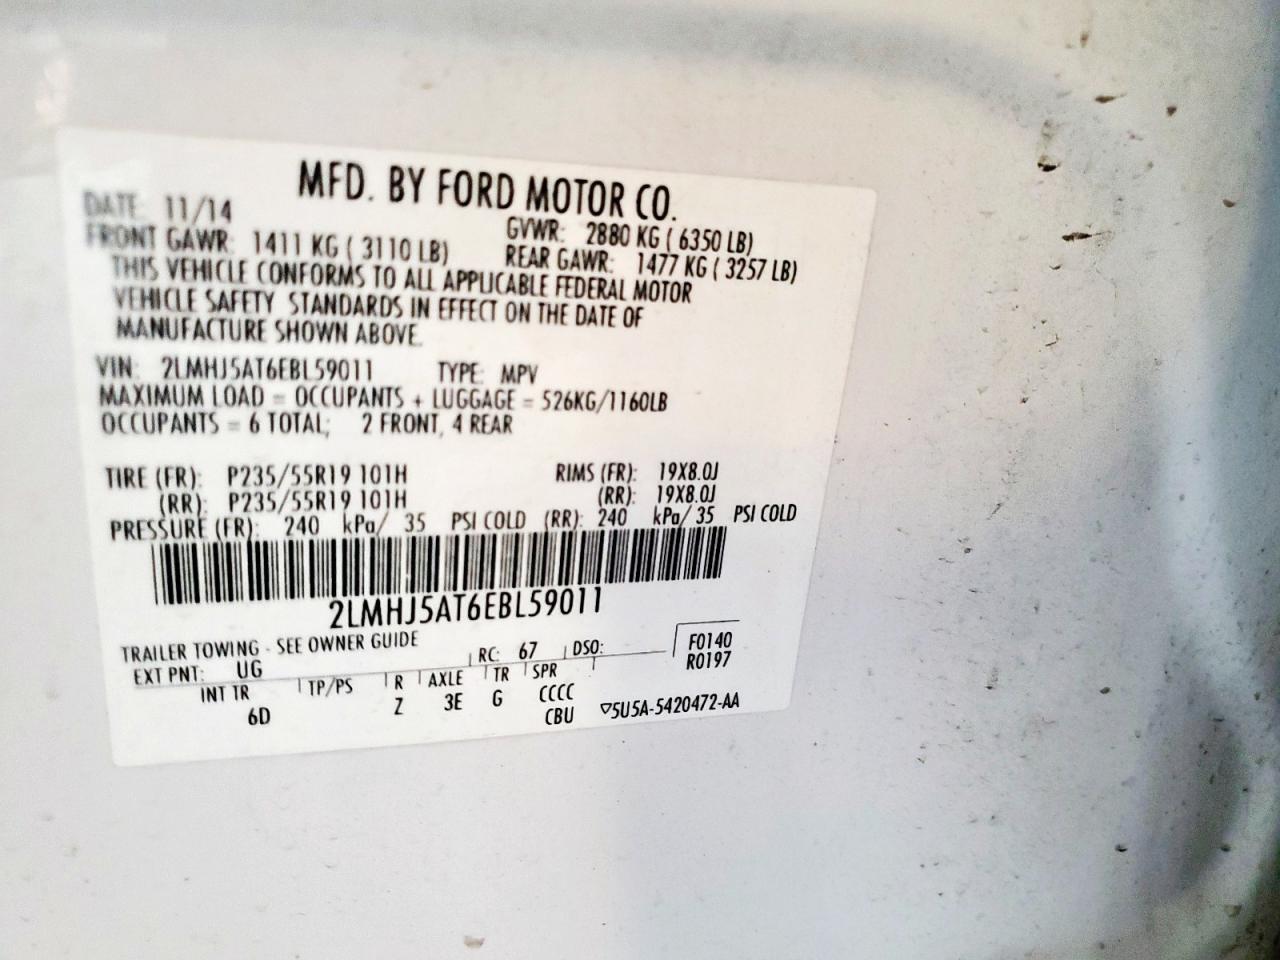 MFD. BY FORD MOTOR CO.
DATE: 11/14 GVWR: 2880 KG ( 6350 LB)
FRONT GAWR: 1411 KG ( 3110 LB) REAR GAWR: 1477 KG ( 3257 LB)
THIS VEHICLE CONFORMS TO ALL APPLICABLE FEDERAL MOTOR
VEHICLE SAFETY STANDARDS IN EFFECT ON THE DATE OF
MANUFACTURE SHOWN ABOVE.
VIN: 2LMHJ5AT6EBL59011 TYPE: MPV
MAXIMUM LOAD = OCCUPANTS + LUGGAGE = 526KG/1160LB
OCCUPANTS = 6 TOTAL; 2 FRONT, 4 REAR
TIRE (FR): P235/55R19 101H RIMS (FR): 19X8.0J
(RR): P235/55R19 101H (RR): 19X8.0J
PRESSURE (FR): 240 kPa/ 35 PSI COLD (RR): 240 kPa/ 35 PSI COLD
2LMHJ5AT6EBL59011
TRAILER TOWING - SEE OWNER GUIDE
EXT PNT: UG RC: 67 DSO: F0140
R0197
INT TR TP/PS R AXLE TR SPR
6D Z 3E G CCCC
CBU ▽5U5A-5420472-AA